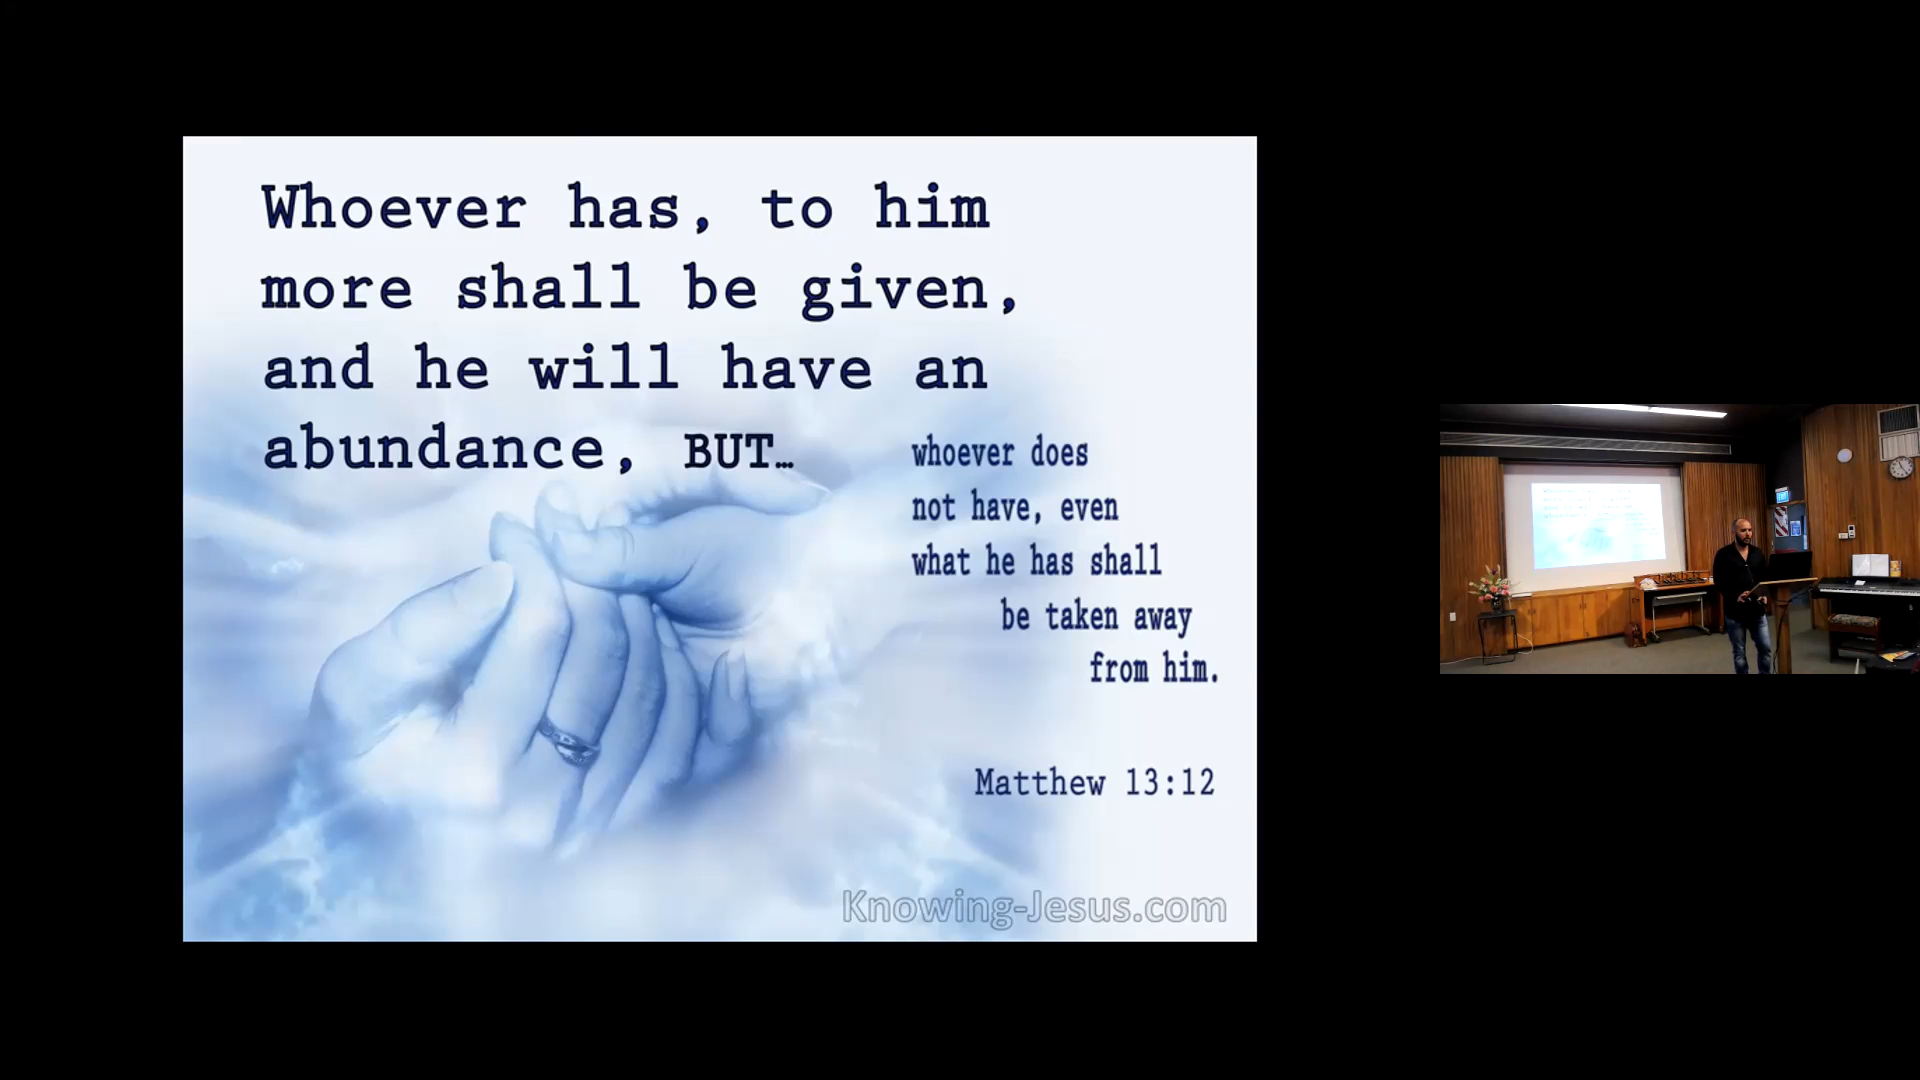 Whoever has, to him
more shall be given,
and he will have an
abundance, BUT…
whoever does
not have, even
what he has shall
be taken away
from him.
Matthew 13:12
Knowing-Jesus.com